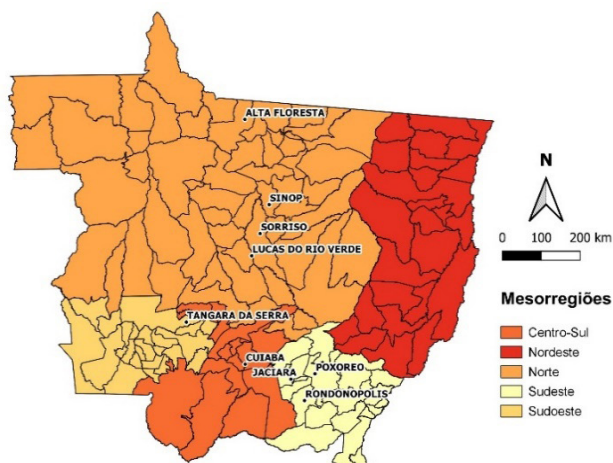 ALTA FLORESTA
SINOP
SORRISO
LUCAS DO RIO VERDE
TANGARA DA SERRA
CUIABA
JACIARA
POXOREO
RONDONOPOLIS
N
0 100 200 km
Mesorregiões
Centro-Sul
Nordeste
Norte
Sudeste
Sudoeste